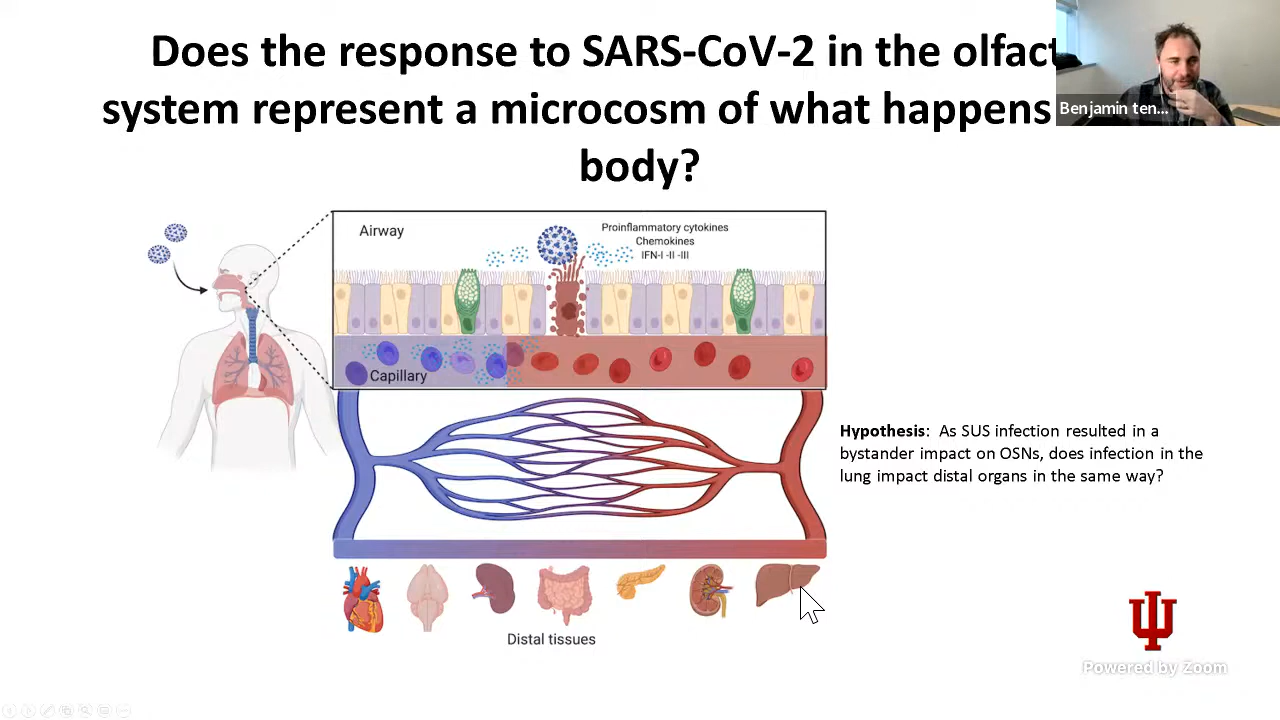 Does the response to SARS-CoV-2 in the olfact
system represent a microcosm of what happens
body?
Benjamin ten...
Airway
Proinflammatory cytokines
Chemokines
IFN-I -II -III
Capillary
Hypothesis: As SUS infection resulted in a
bystander impact on OSNs, does infection in the
lung impact distal organs in the same way?
Distal tissues
Powered by Zoom